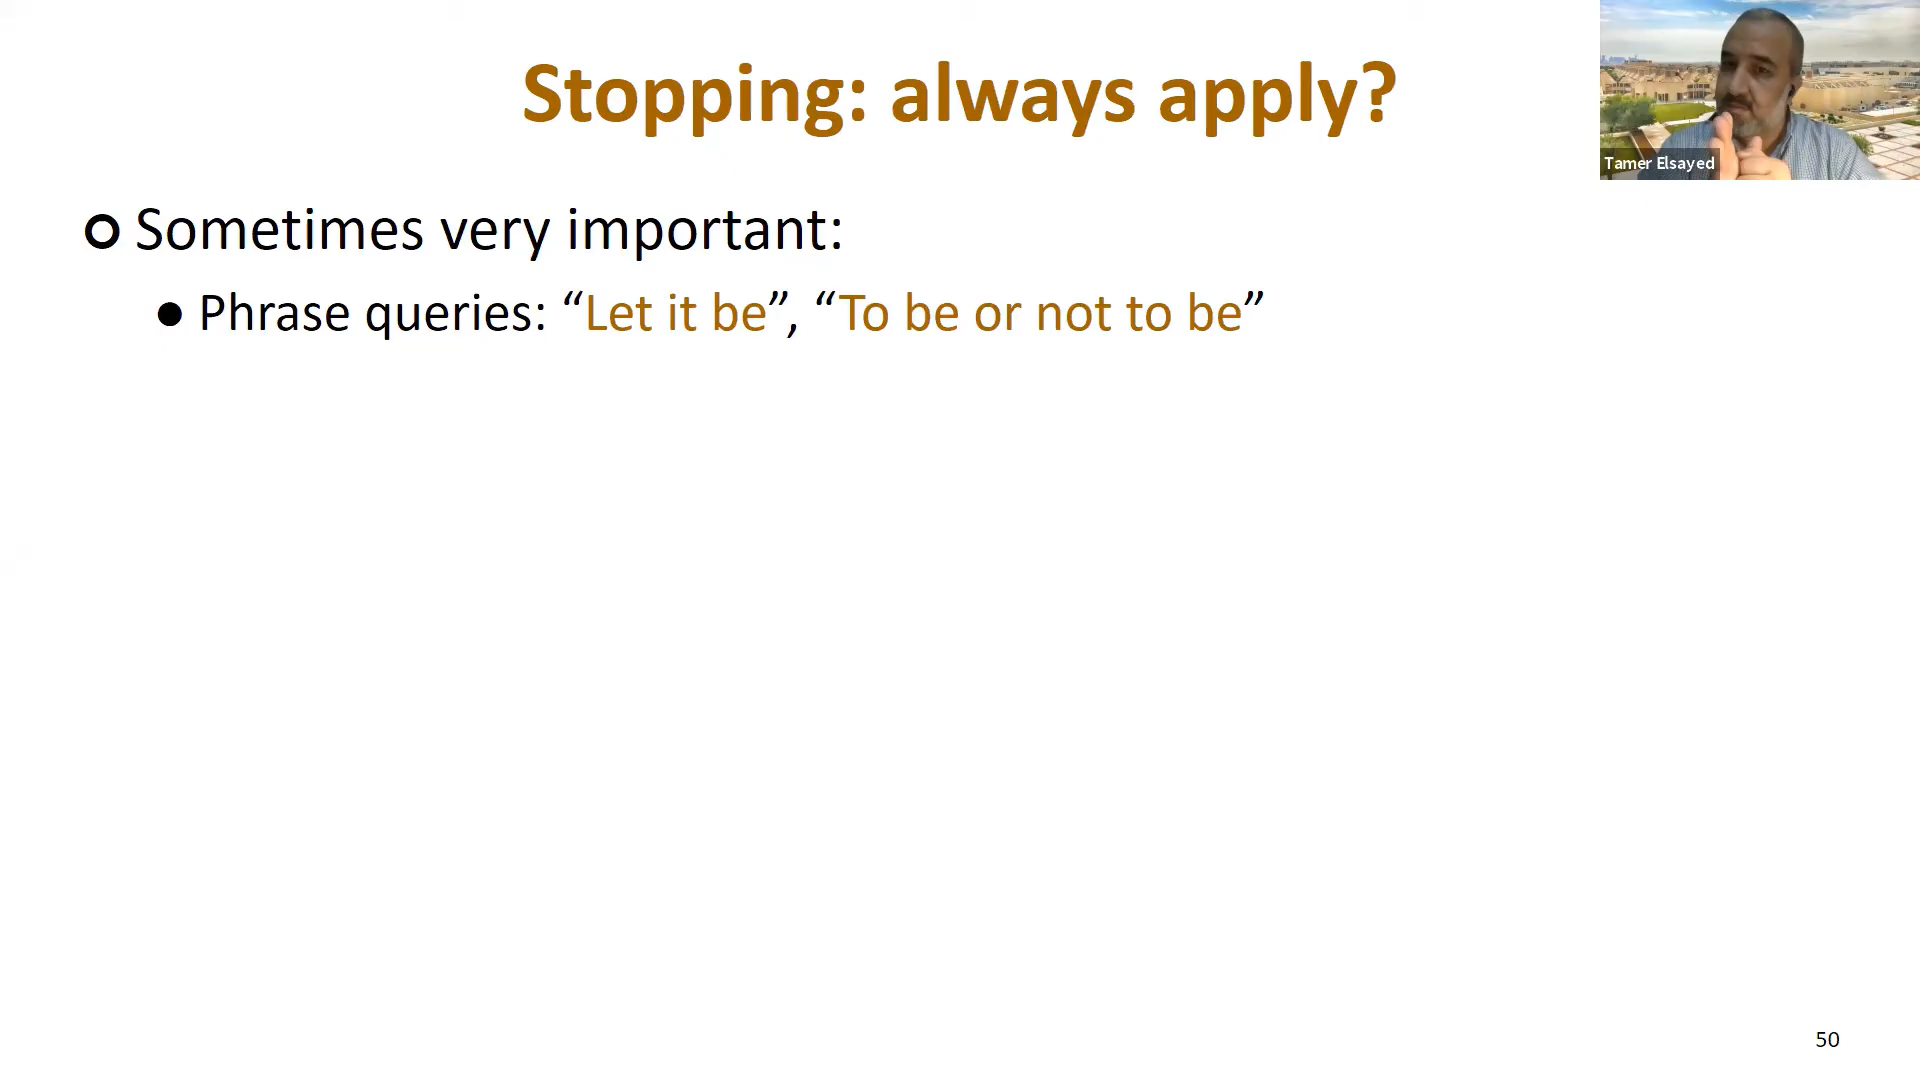 Stopping: always apply?
Tamer Elsayed
Sometimes very important:
Phrase queries: “Let it be”, “To be or not to be”
50